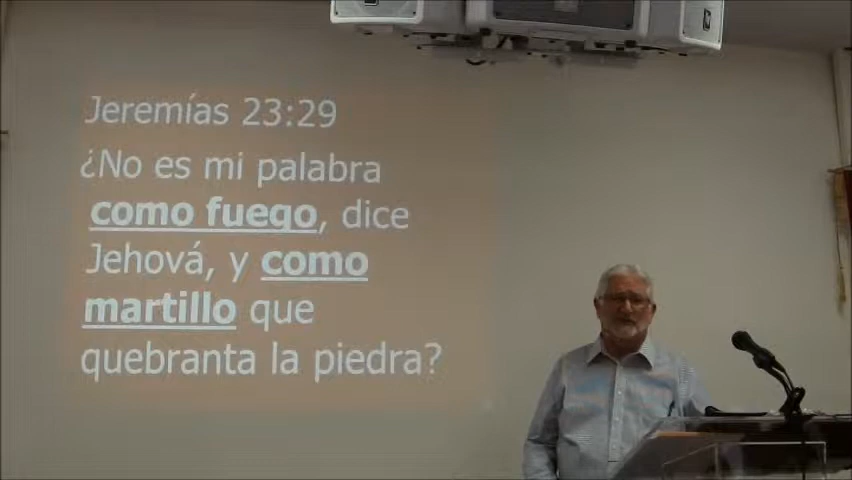 Jeremías 23:29
¿No es mi palabra
como fuego, dice
Jehová, y como
martillo que
quebranta la piedra?